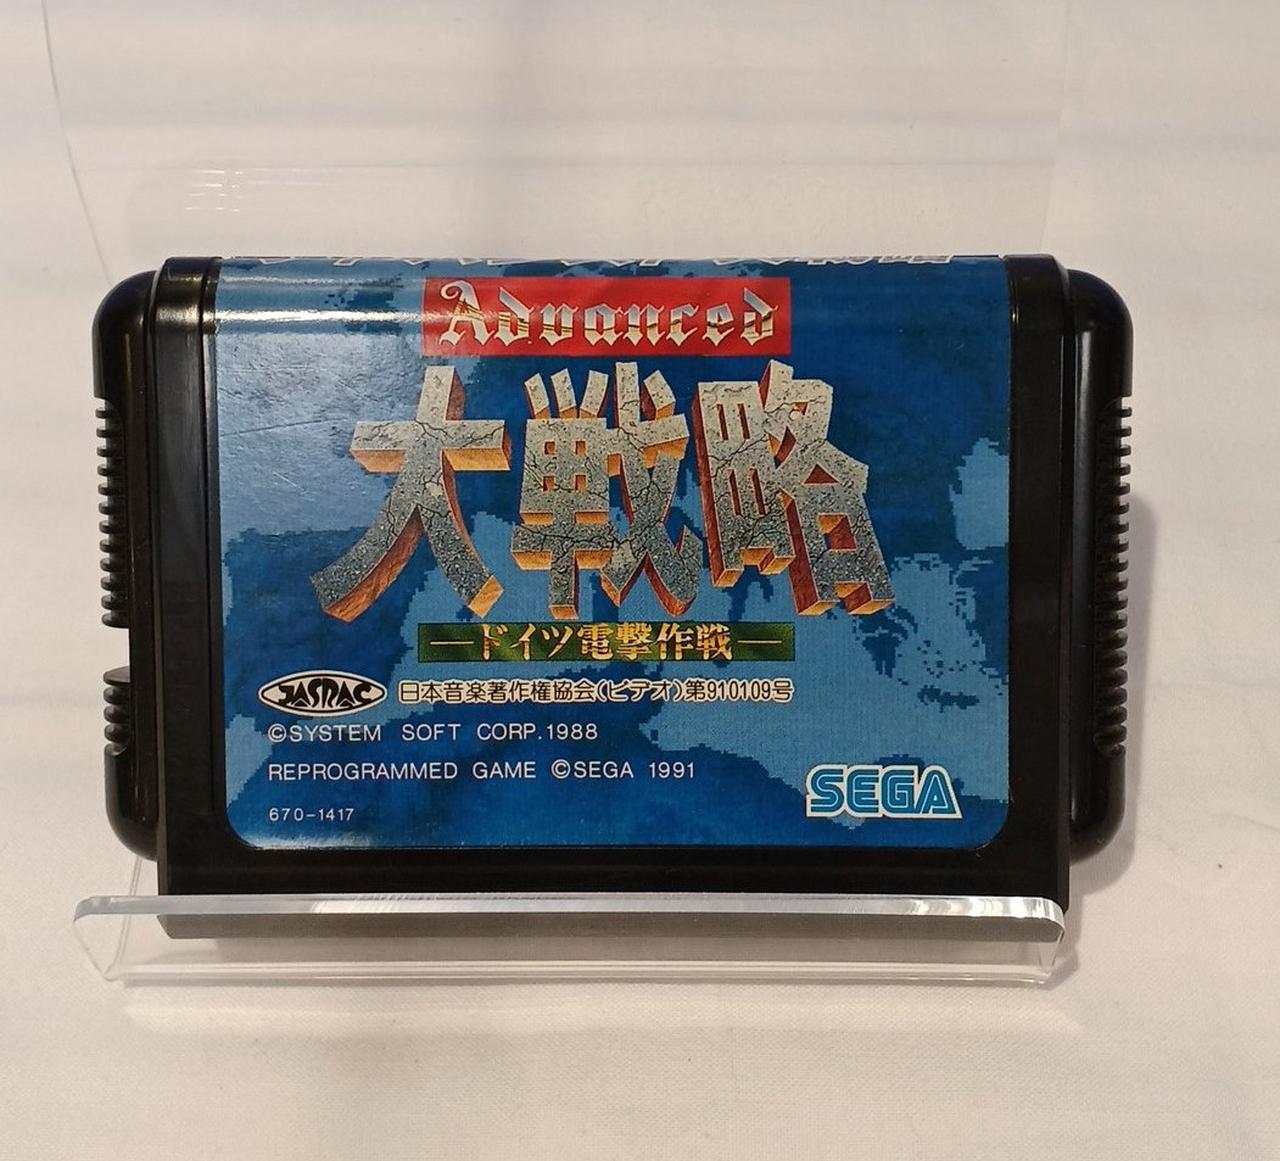 Advanced
大戦略
―ドイツ電撃作戦―
JASRAC 日本音楽著作権協会(ビデオ)第910109号
©SYSTEM SOFT CORP.1988
REPROGRAMMED GAME ©SEGA 1991
670-1417
SEGA